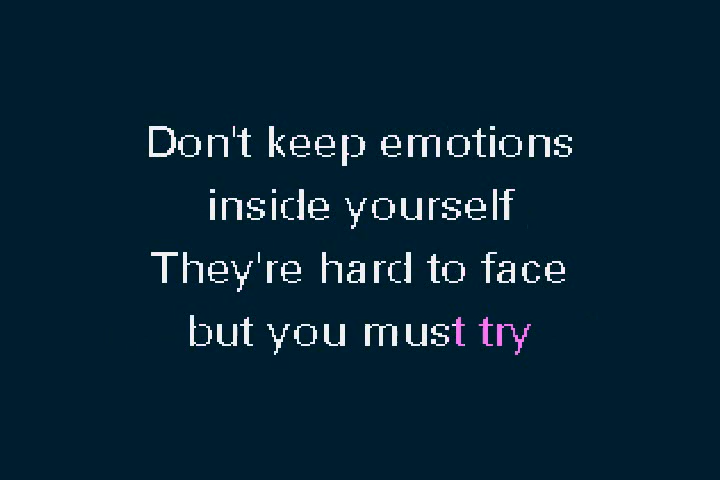 Don't keep emotions
inside yourself
They're hard to face
but you must try